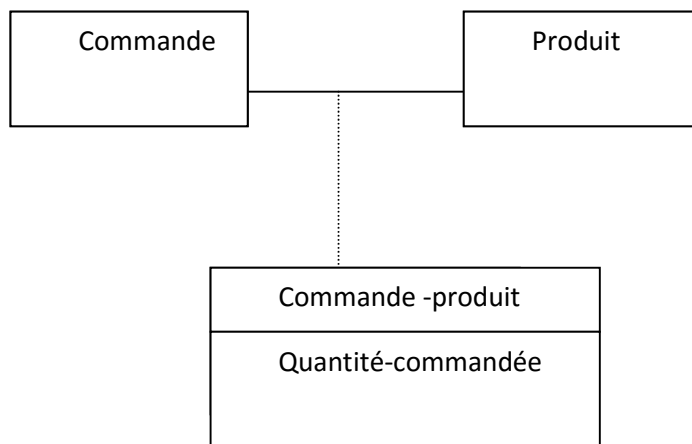 Commande
Produit
Commande -produit
Quantité-commandée